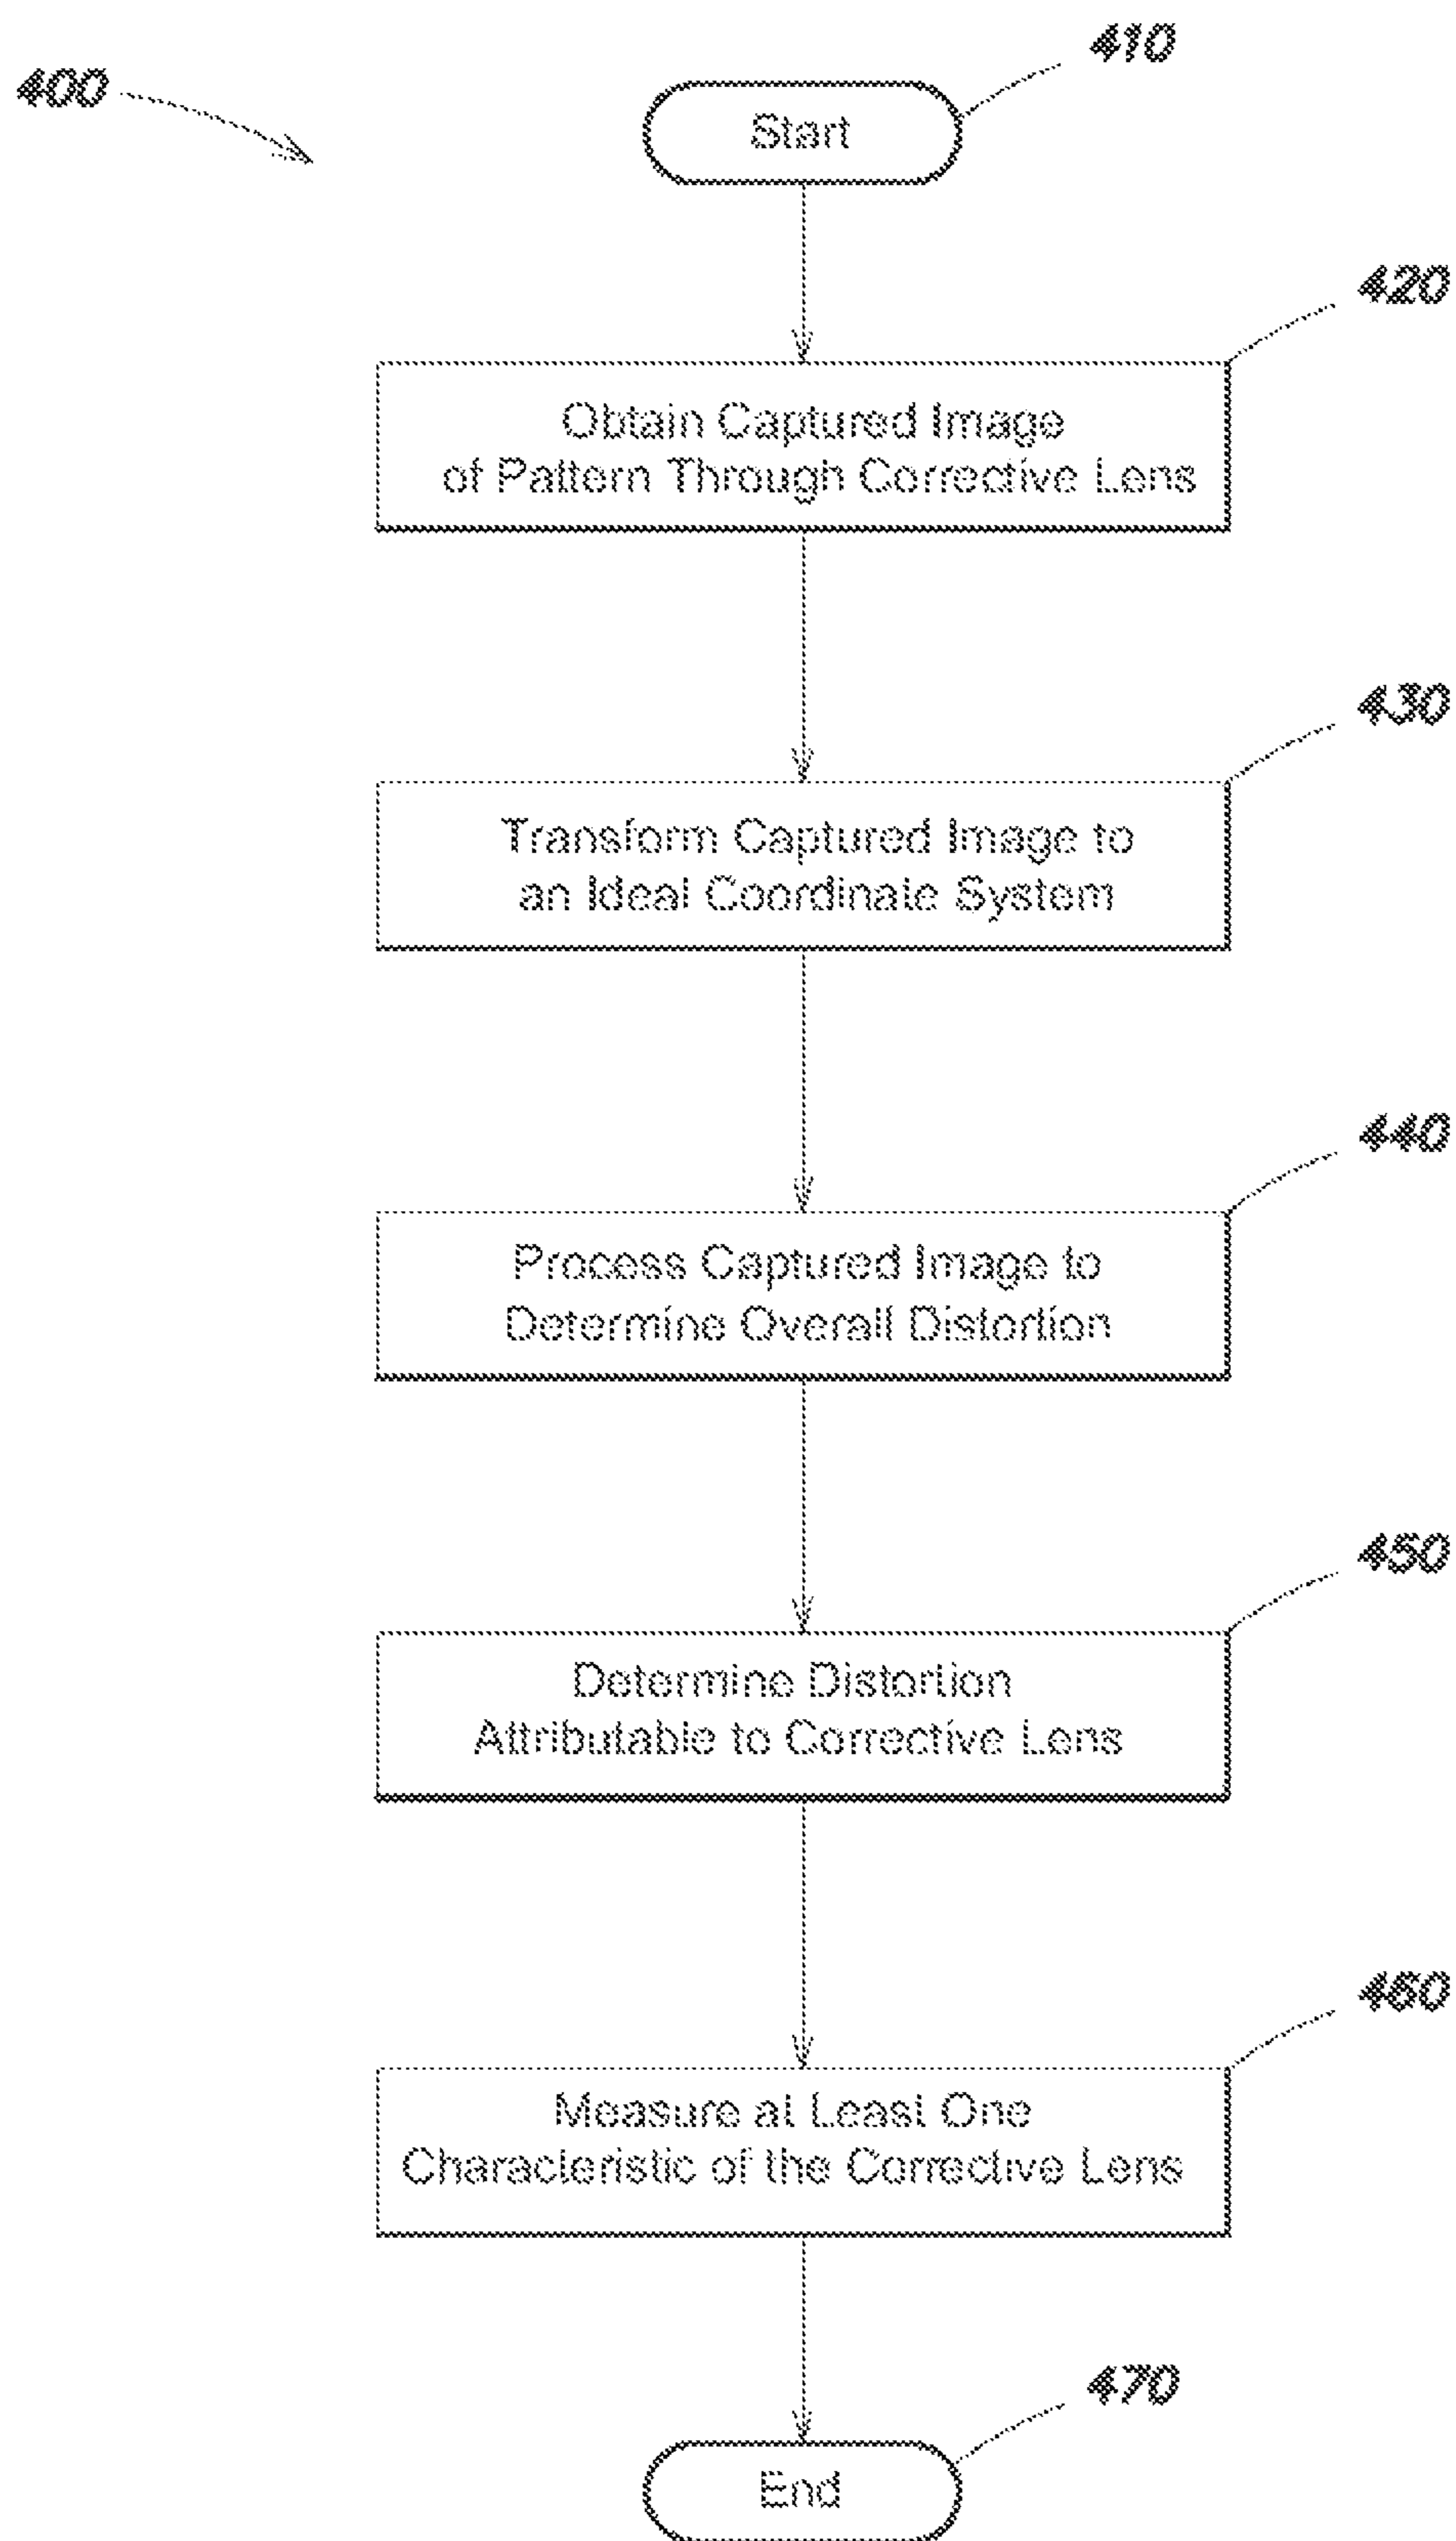 400
410
Start
420
Obtain Captured Image
of Pattern Through Corrective Lens
430
Transform Captured Image to
an Ideal Coordinate System
440
Process Captured Image to
Determine Overall Distortion
450
Determine Distortion
Attributable to Corrective Lens
460
Measure at Least One
Characteristic of the Corrective Lens
470
End